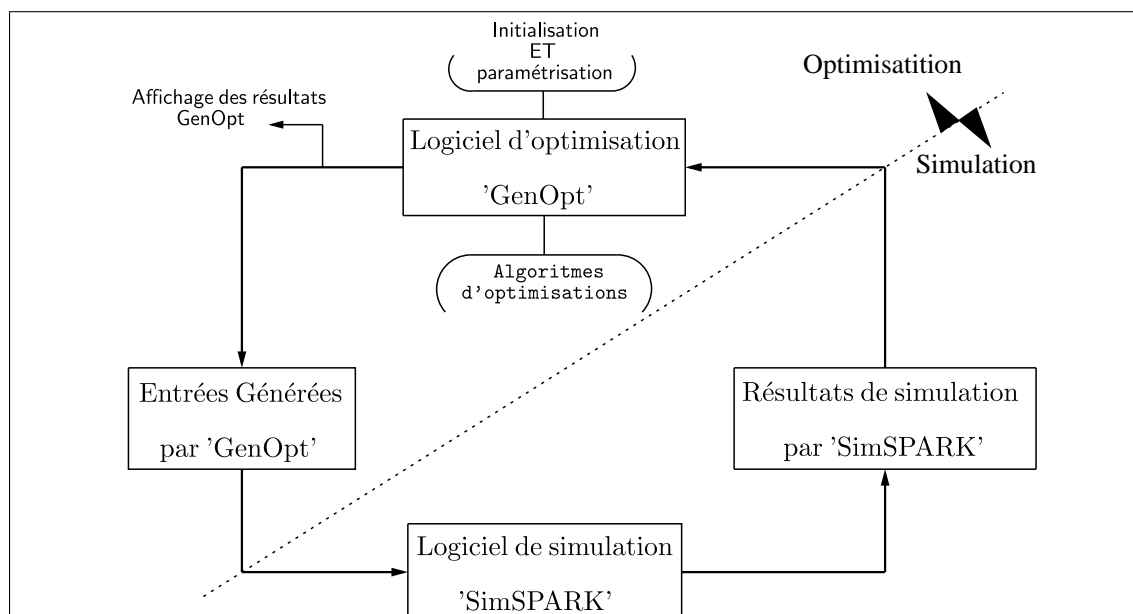 Initialisation
ET
paramétrisation
Optimisatition
Simulation
Affichage des résultats
GenOpt
Logiciel d'optimisation
'GenOpt'
Algoritmes
d'optimisations
Entrées Générées
par 'GenOpt'
Résultats de simulation
par 'SimSPARK'
Logiciel de simulation
'SimSPARK'